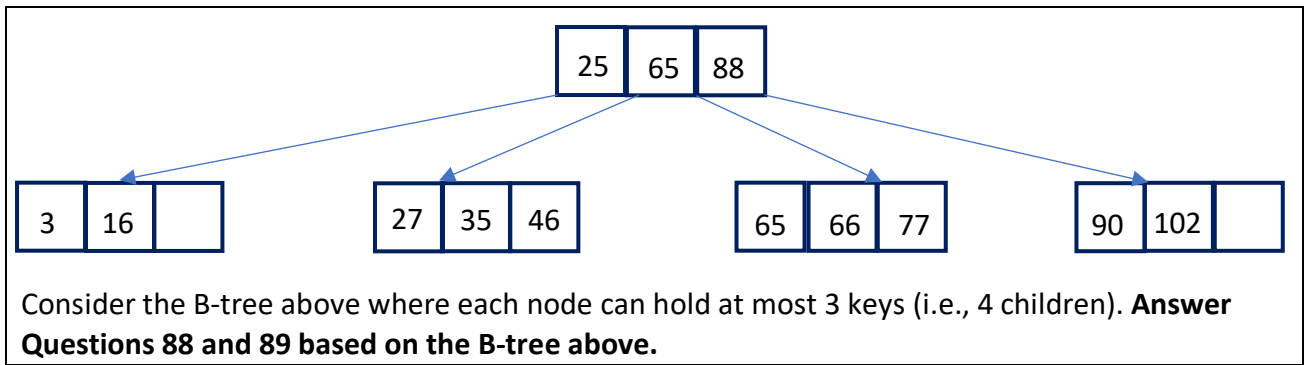 25 65 88
3 16 27 35 46 65 66 77 90 102
Consider the B-tree above where each node can hold at most 3 keys (i.e., 4 children). Answer
Questions 88 and 89 based on the B-tree above.